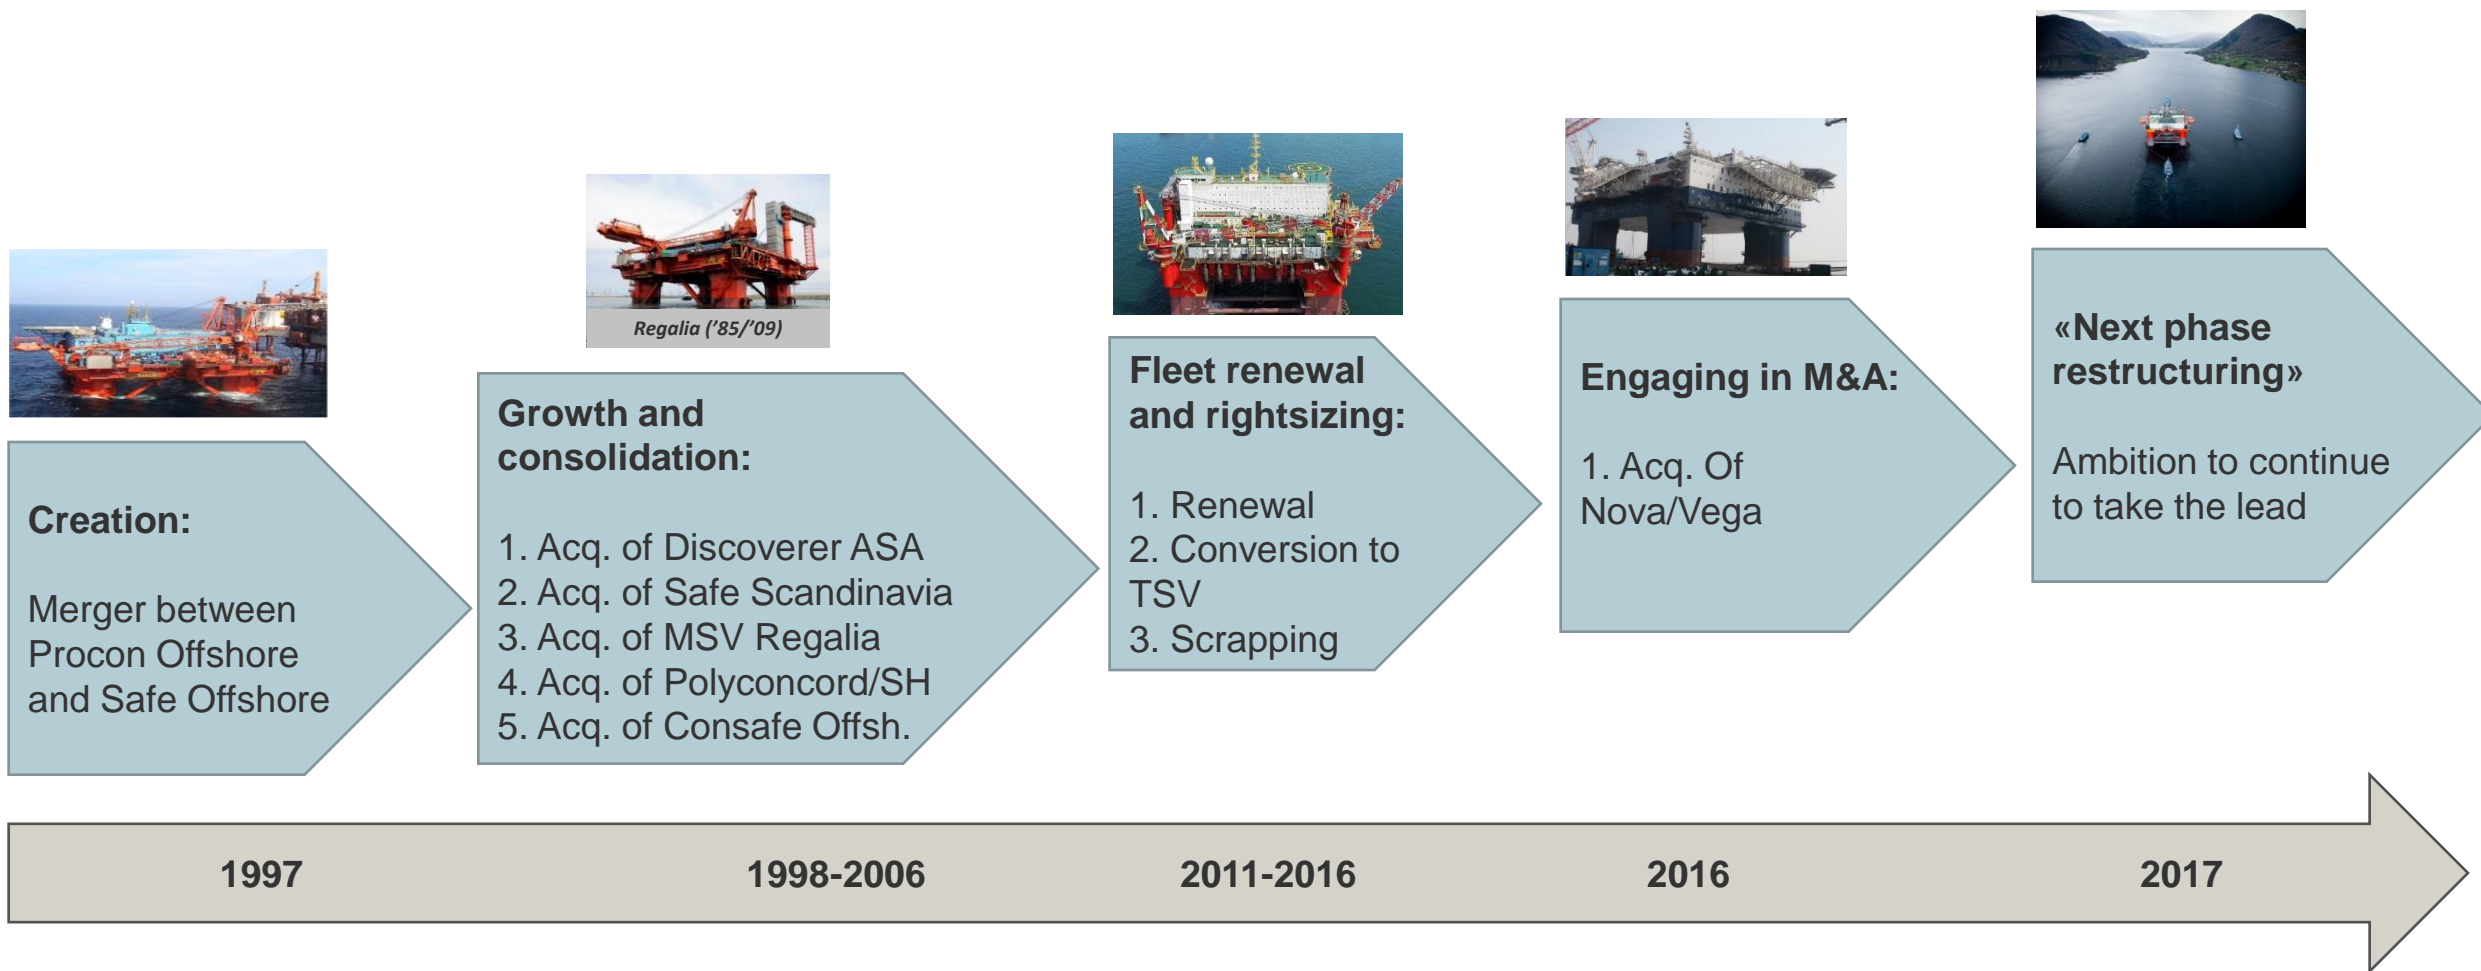 Regalia (’85/’09)
Creation:
Merger between
Procon Offshore
and Safe Offshore
Growth and
consolidation:
1. Acq. of Discoverer ASA
2. Acq. of Safe Scandinavia
3. Acq. of MSV Regalia
4. Acq. of Polyconcord/SH
5. Acq. of Consafe Offsh.
Fleet renewal
and rightsizing:
1. Renewal
2. Conversion to
TSV
3. Scrapping
Engaging in M&A:
1. Acq. Of
Nova/Vega
«Next phase
restructuring»
Ambition to continue
to take the lead
1997
1998-2006
2011-2016
2016
2017